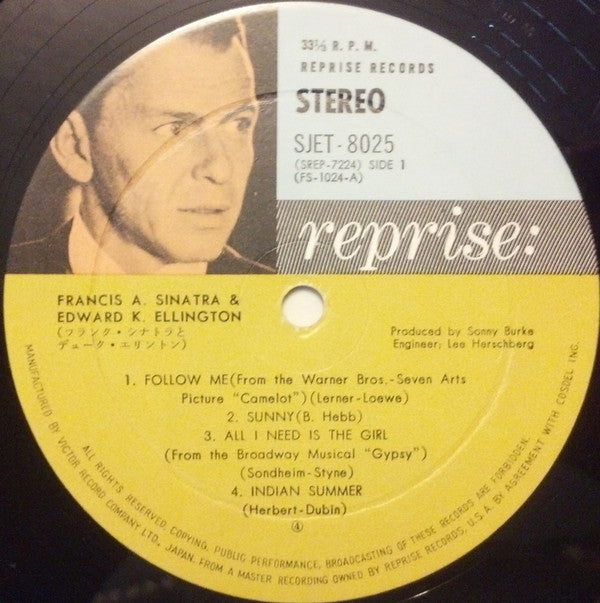 33⅓ R. P. M.
REPRISE RECORDS
STEREO
SJET-8025
(SREP-7224) SIDE 1
(FS-1024-A)
reprise:
FRANCIS A. SINATRA &
EDWARD K. ELLINGTON
(フランク・シナトラと
デューク・エリントン)
Produced by Sonny Burke
Engineer; Lee Herschberg
1. FOLLOW ME(From the Warner Bros.-Seven Arts
Picture "Camelot")(Lerner-Loewe)
2. SUNNY(B. Hebb)
3. ALL I NEED IS THE GIRL
(From the Broadway Musical "Gypsy")
(Sondheim-Styne)
4. INDIAN SUMMER
(Herbert-Dubin)
④
ALL RIGHTS RESERVED. COPYING, PUBLIC PERFORMANCE, BROADCASTING OF THESE RECORDS ARE FORBIDDEN.
MANUFACTURED BY VICTOR RECORD COMPANY LTD., JAPAN. FROM A MASTER RECORDING OWNED BY REPRISE RECORDS, U.S.A. BY AGREEMENT WITH COSDEL INC.